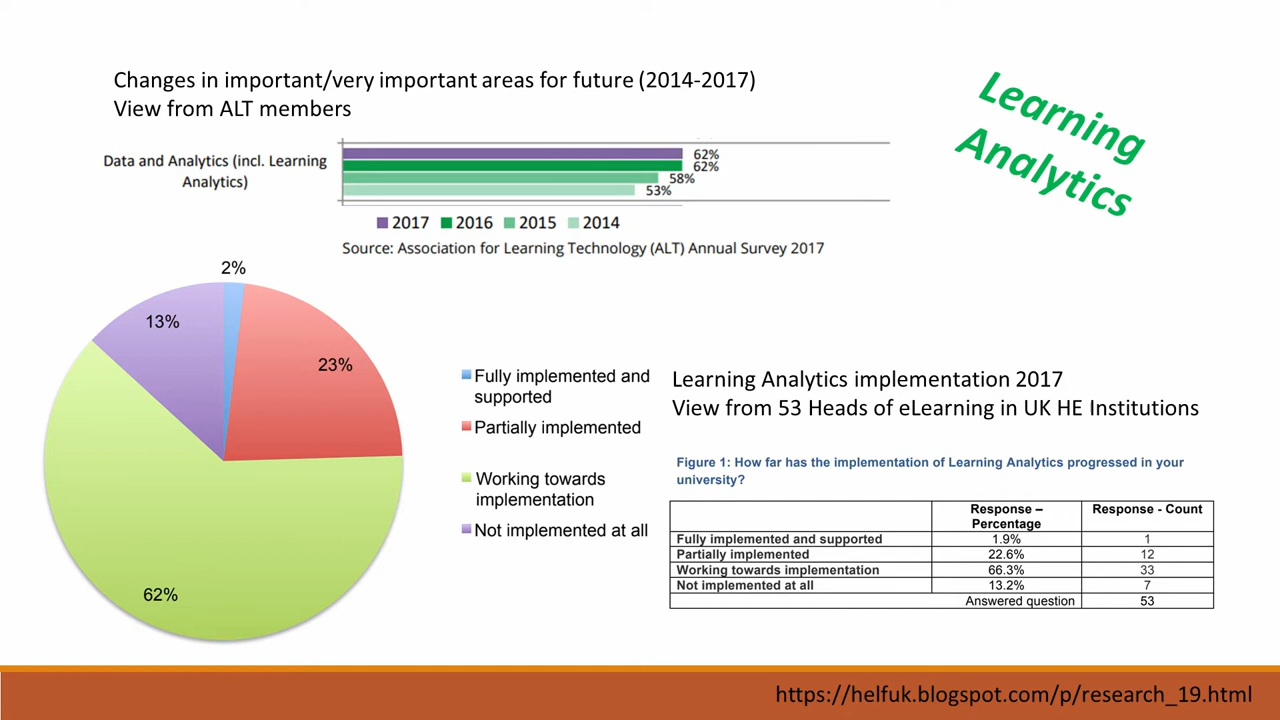 Changes in important/very important areas for future (2014-2017)
View from ALT members
Learning
Analytics
Data and Analytics (incl. Learning
Analytics)
62%
62%
58%
53%
2017 2016 2015 2014
Source: Association for Learning Technology (ALT) Annual Survey 2017
2%
13%
23%
62%
Fully implemented and
supported
Partially implemented
Working towards
implementation
Not implemented at all
Learning Analytics implementation 2017
View from 53 Heads of eLearning in UK HE Institutions
Figure 1: How far has the implementation of Learning Analytics progressed in your
university?
Response –
Percentage
Response - Count
Fully implemented and supported 1.9% 1
Partially implemented 22.6% 12
Working towards implementation 66.3% 33
Not implemented at all 13.2% 7
Answered question 53
https://helfuk.blogspot.com/p/research_19.html